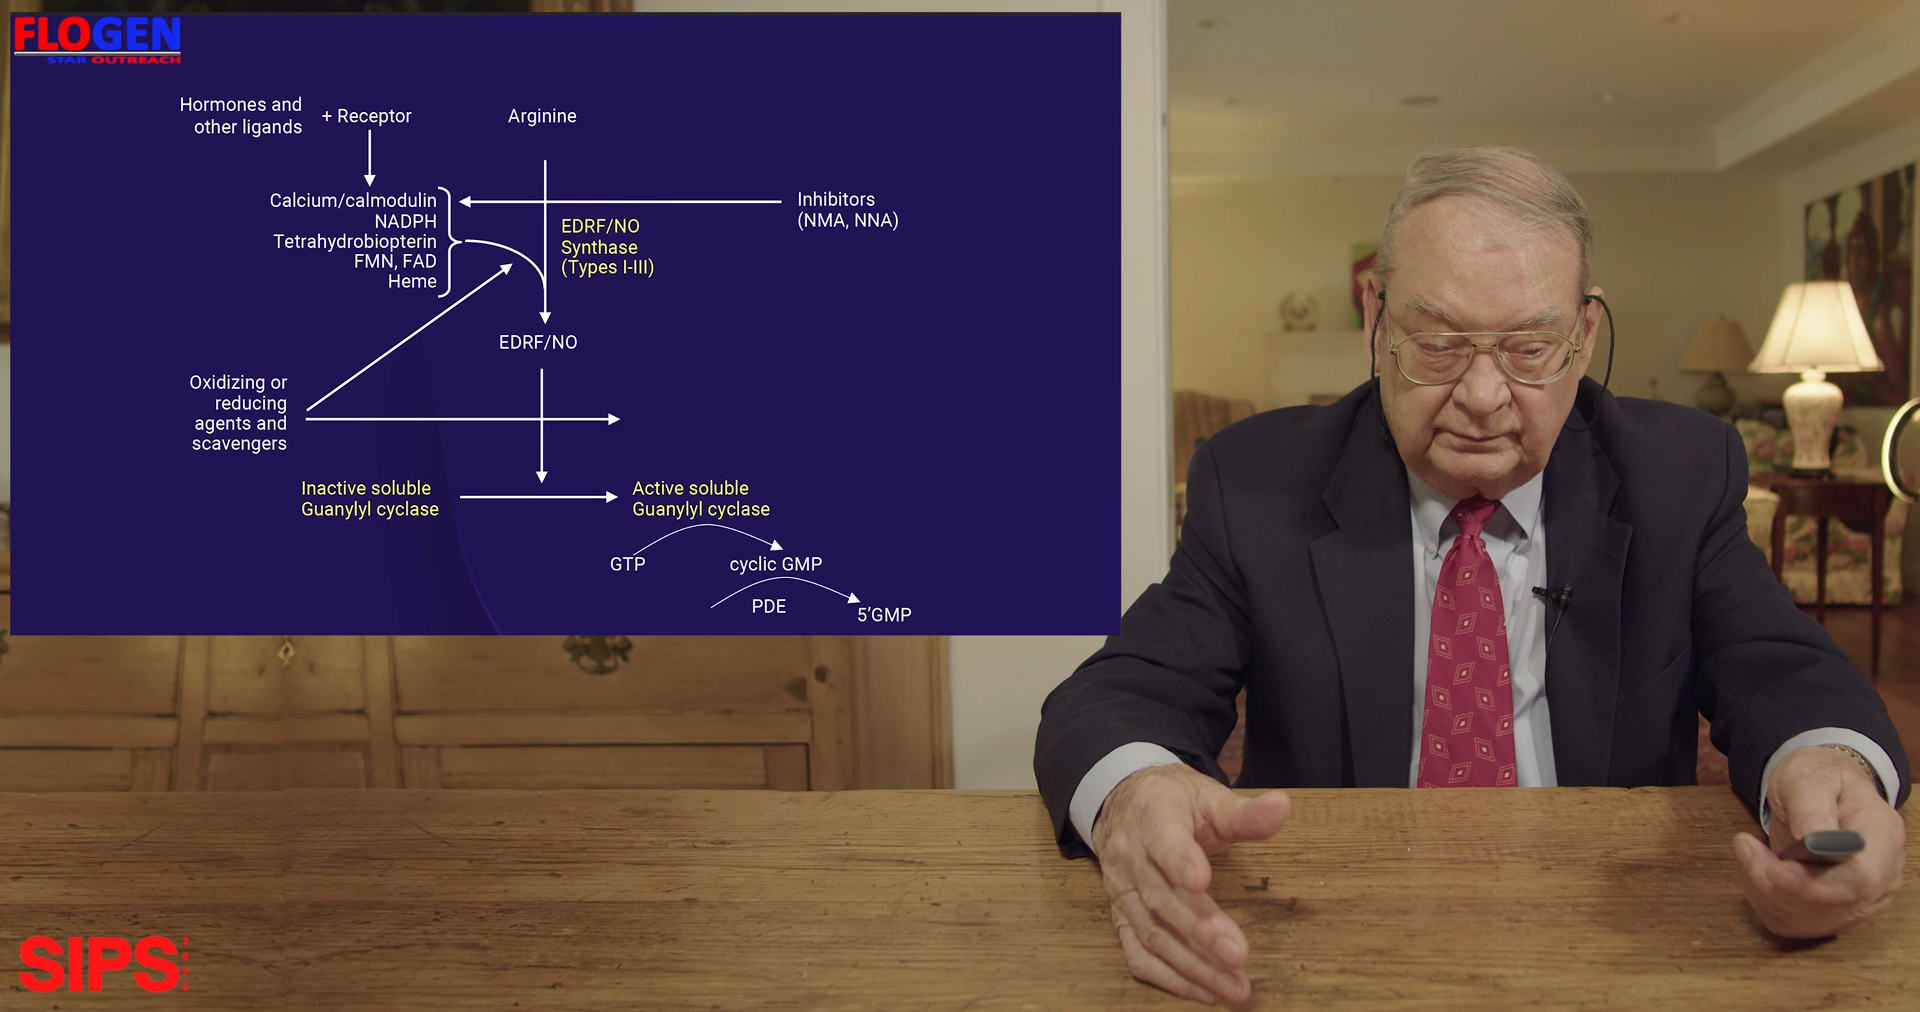 FLOGEN
STAR OUTREACH
Hormones and
other ligands
+ Receptor
Arginine
Calcium/calmodulin
NADPH
Tetrahydrobiopterin
FMN, FAD
Heme
Inhibitors
(NMA, NNA)
EDRF/NO
Synthase
(Types I-III)
EDRF/NO
Oxidizing or
reducing
agents and
scavengers
Inactive soluble
Guanylyl cyclase
Active soluble
Guanylyl cyclase
GTP
cyclic GMP
PDE
5'GMP
SIPS